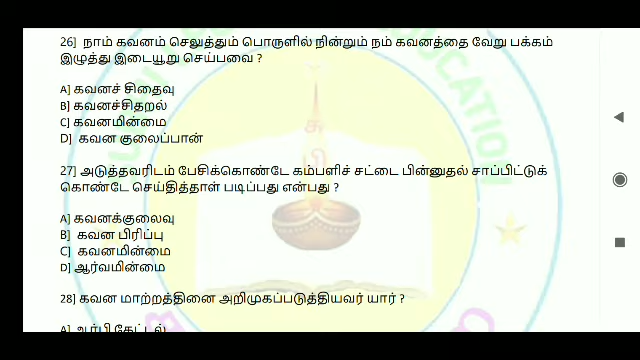 26] நாம் கவனம் செலுத்தும் பொருளில் நின்றும் நம் கவனத்தை வேறு பக்கம்
இழுத்து இடையூறு செய்பவை ?
A] கவனச் சிதைவு
B] கவனச்சிதறல்
C] கவனமின்மை
D] கவன குலைப்பான்
27] அடுத்தவரிடம் பேசிக்கொண்டே கம்பளிச் சட்டை பின்னுதல் சாப்பிட்டுக்
கொண்டே செய்தித்தாள் படிப்பது என்பது ?
A] கவனக்குலைவு
B] கவன பிரிப்பு
C] கவனமின்மை
D] ஆர்வமின்மை
28] கவன மாற்றத்தினை அறிமுகப்படுத்தியவர் யார் ?